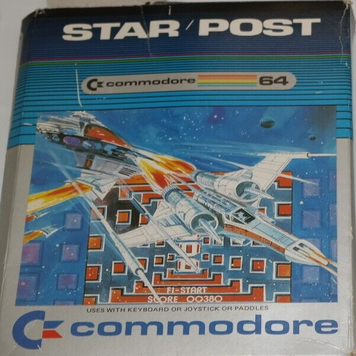 STAR POST
commodore 64
F1-START
SCORE 00380
USES WITH KEYBOARD OR JOYSTICK OR PADDLES
commodore